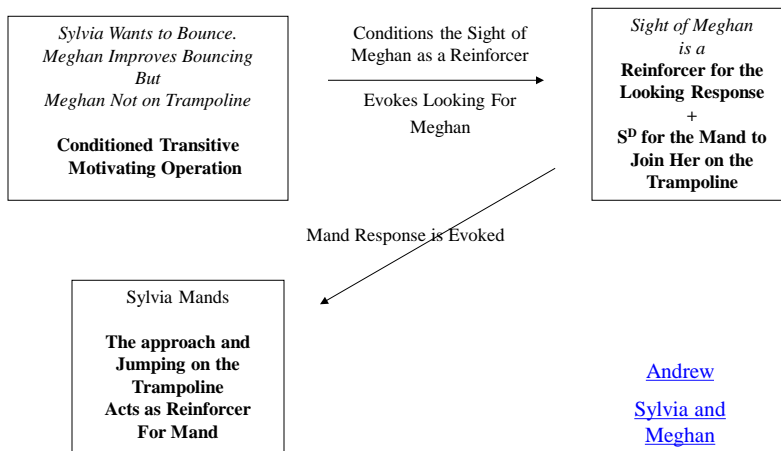 Sylvia Wants to Bounce.
Meghan Improves Bouncing
But
Meghan Not on Trampoline
Conditioned Transitive
Motivating Operation
Conditions the Sight of
Meghan as a Reinforcer
Evokes Looking For
Meghan
Sight of Meghan
is a
Reinforcer for the
Looking Response
+
Sᴰ for the Mand to
Join Her on the
Trampoline
Mand Response is Evoked
Sylvia Mands
The approach and
Jumping on the
Trampoline
Acts as Reinforcer
For Mand
Andrew
Sylvia and
Meghan